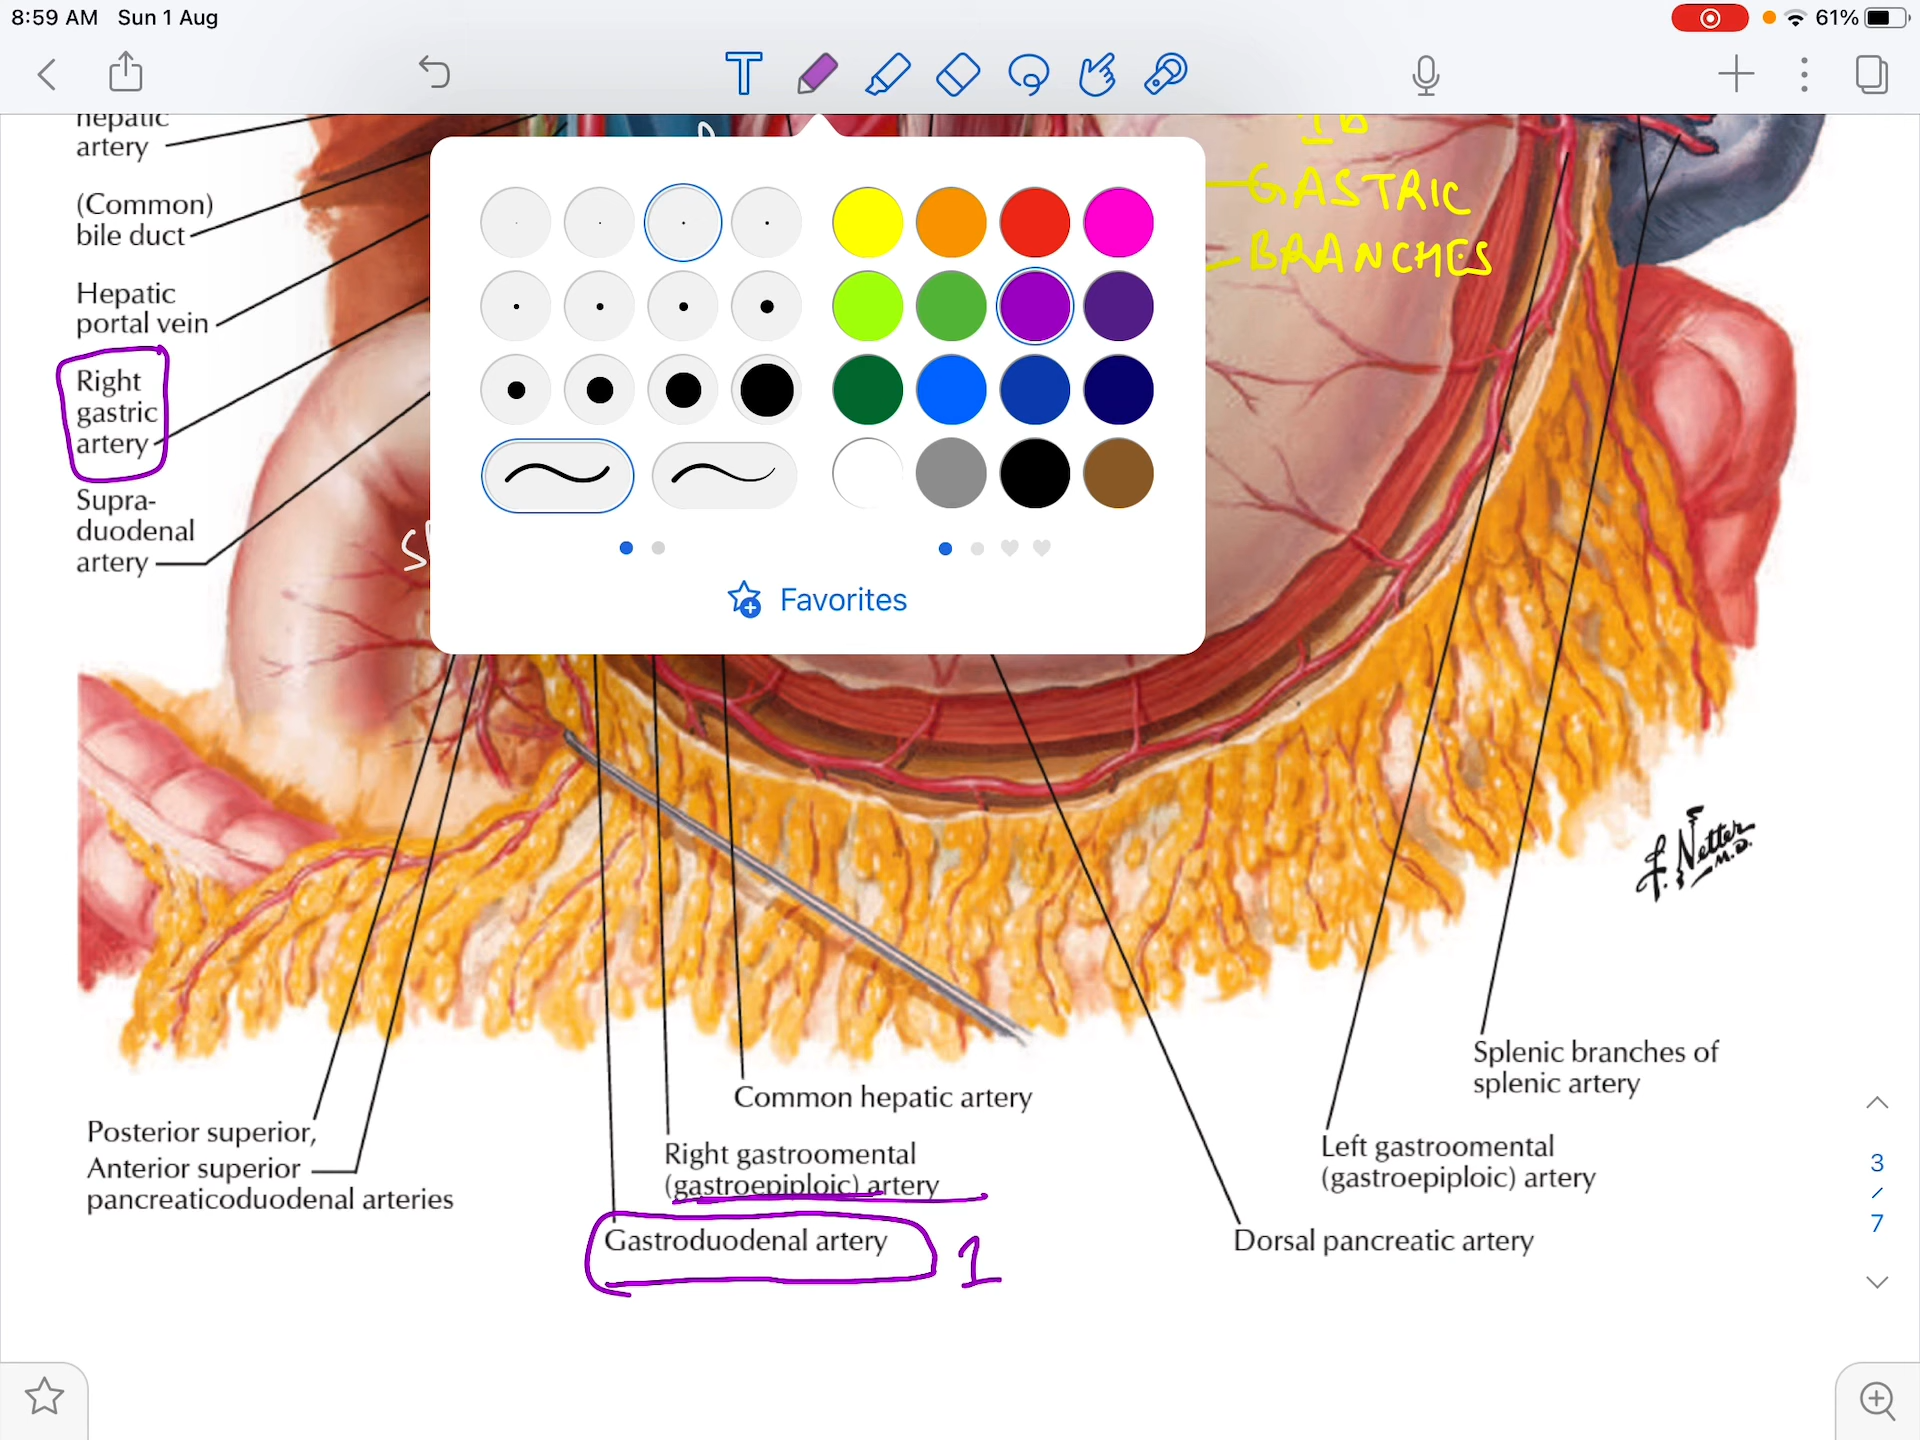 8:59 AM Sun 1 Aug
61%
T
hepatic
artery
(Common)
bile duct
Hepatic
portal vein
Right
gastric
artery
Supra-
duodenal
artery
GASTRIC
BRANCHES
Favorites
F. Netter
M.D.
Common hepatic artery
Right gastroomental
(gastroepiploic) artery
Gastroduodenal artery 1
Posterior superior,
Anterior superior
pancreaticoduodenal arteries
Splenic branches of
splenic artery
Left gastroomental
(gastroepiploic) artery
Dorsal pancreatic artery
3
/
7